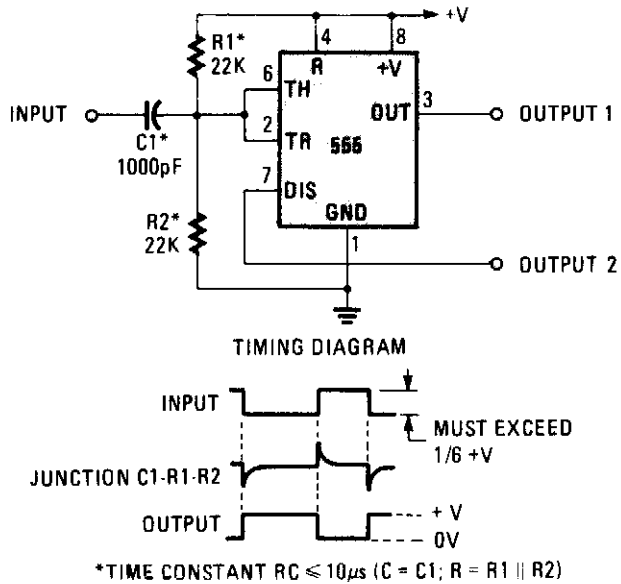 +V
R1*
22K
4
R
8
+V
6
TH
INPUT
C1*
1000pF
2
TR
555
OUT
3
OUTPUT 1
7
DIS
R2*
22K
GND
1
OUTPUT 2
TIMING DIAGRAM
INPUT
MUST EXCEED
1/6 +V
JUNCTION C1-R1-R2
OUTPUT
+ V
0V
*TIME CONSTANT RC ≤ 10μs (C = C1; R = R1 || R2)